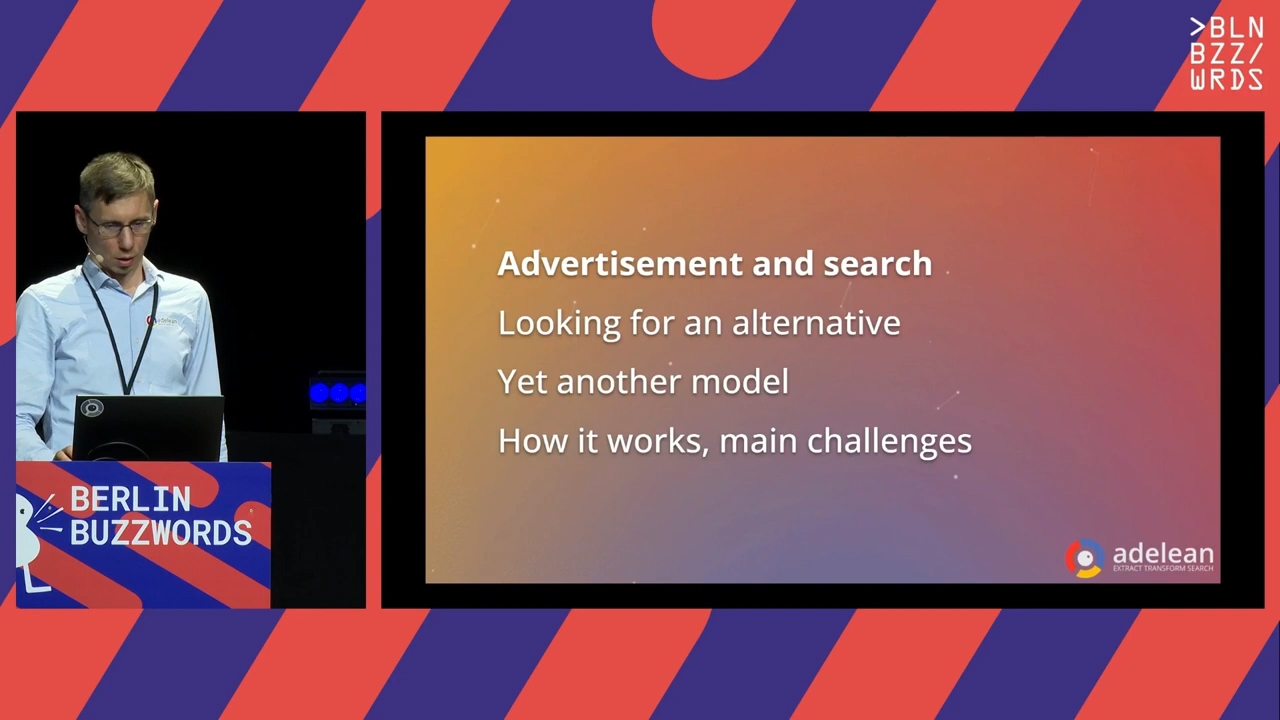 >BLN
BZZ/
WRDS
Advertisement and search
Looking for an alternative
Yet another model
How it works, main challenges
adelean
EXTRACT TRANSFORM SEARCH
adelean
BERLIN
BUZZWORDS